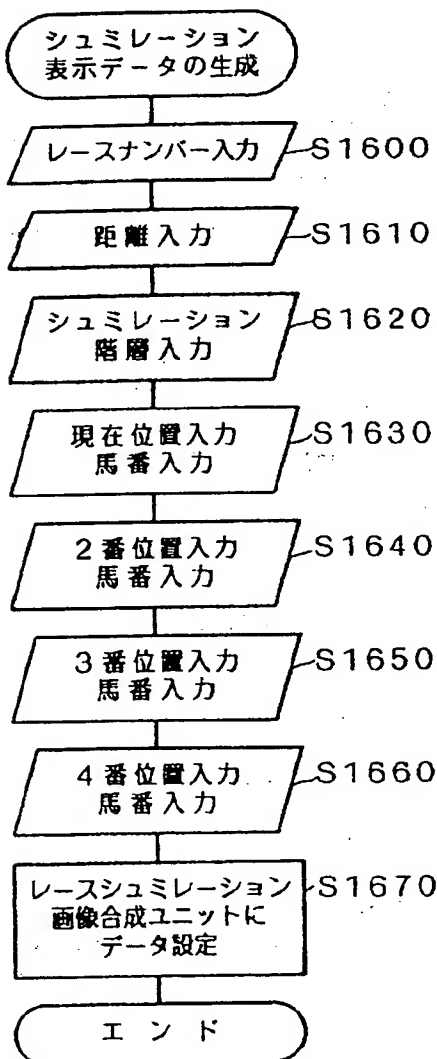 シュミレーション
表示データの生成
レースナンバー入力 S1600
距離入力 S1610
シュミレーション
階層入力 S1620
現在位置入力
馬番入力 S1630
2番位置入力
馬番入力 S1640
3番位置入力
馬番入力 S1650
4番位置入力
馬番入力 S1660
レースシュミレーション S1670
画像合成ユニットに
データ設定
エンド